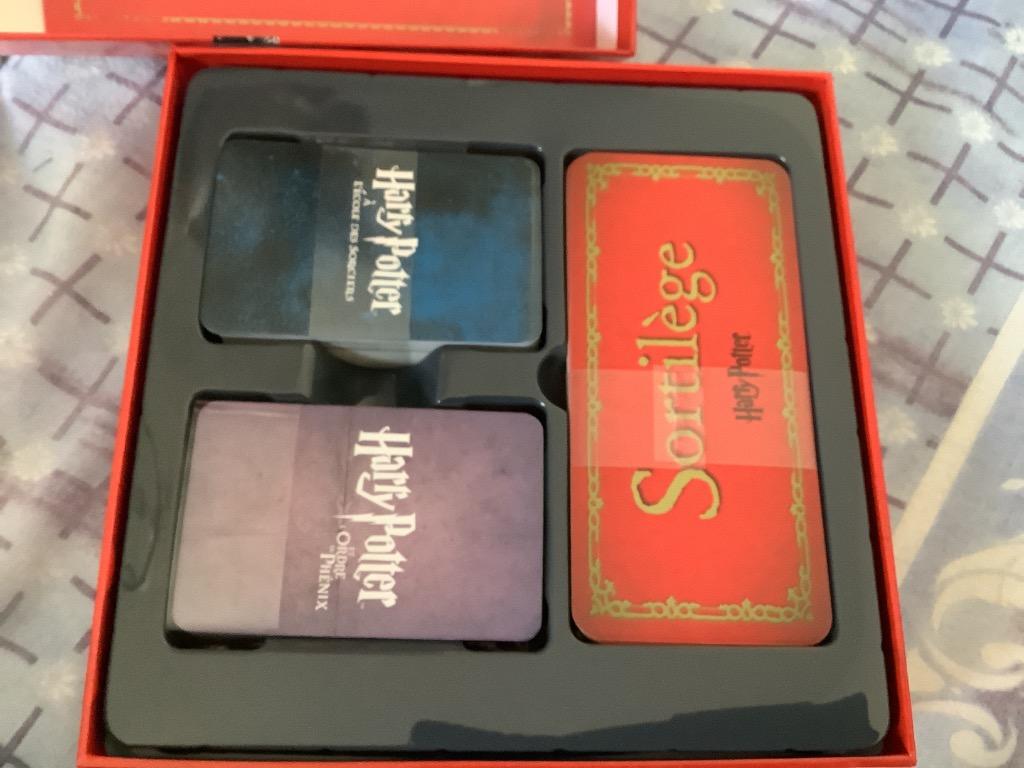 Harry Potter
À
L'ÉCOLE DES SORCIERS
Harry Potter
ET
L'ORDRE
DU
PHÉNIX
Sortilège
Harry Potter